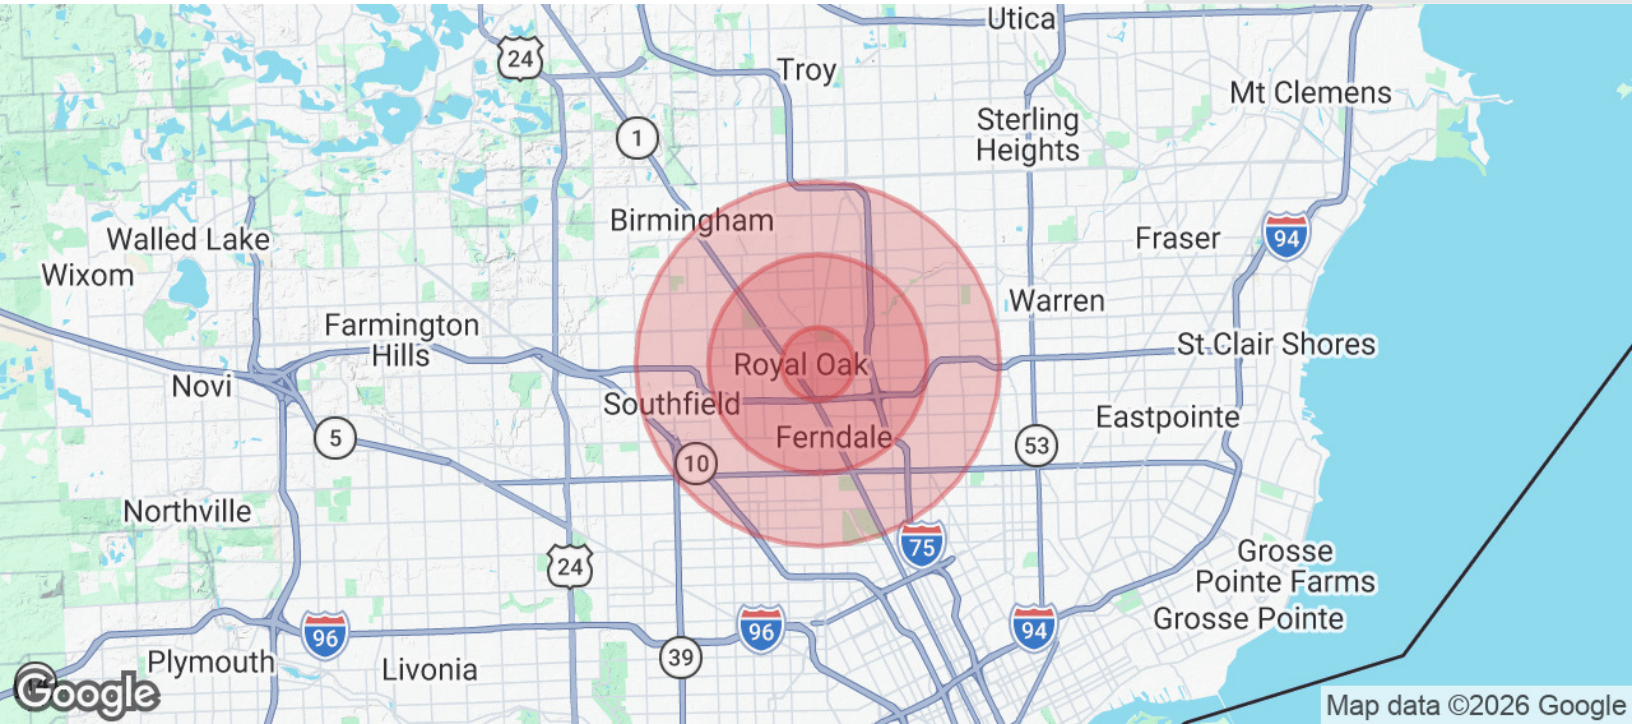 Utica
24
Troy
Mt Clemens
Sterling
Heights
1
Birmingham
Walled Lake
Fraser
94
Wixom
Warren
Farmington
Hills
St Clair Shores
Royal Oak
Novi
Southfield
Eastpointe
5
Ferndale
53
10
Northville
75
Grosse
Pointe Farms
24
Grosse Pointe
96
96
94
Plymouth
Livonia
39
14
Google
Map data ©2026 Google